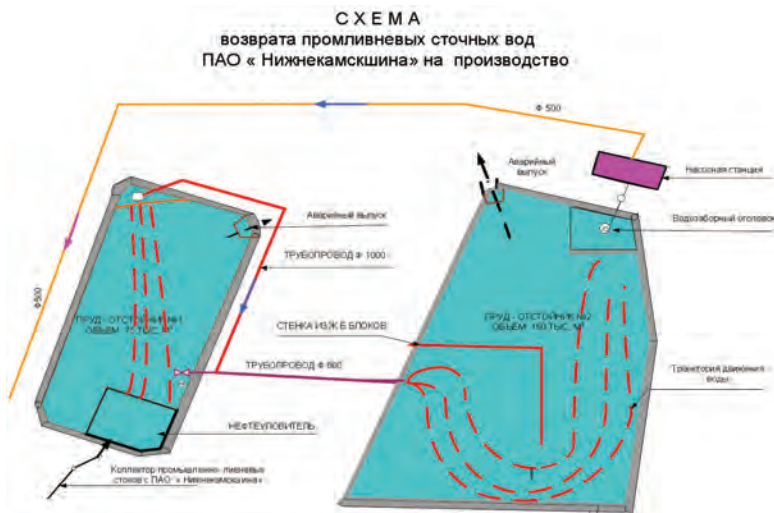 СХЕМА
возврата промливневых сточных вод
ПАО « Нижнекамскшина» на производство
Ф 500
Аварийный
выпуск
Насосная станция
Водозаборный оголовок
Аварийный выпуск
ТРУБОПРОВОД Ф 1000
Ф500
ПРУД - ОТСТОЙНИК №1
ОБЪЕМ 75 ТЫС. М³
ПРУД - ОТСТОЙНИК №2
ОБЪЕМ 160 ТЫС. М³
СТЕНКА ИЗ Ж Б БЛОКОВ
ТРУБОПРОВОД Ф
Траектория движения
воды
НЕФТЕУЛОВИТЕЛЬ
Коллектор промышленно- ливневых
стоков с ПАО « Нижнекамскшина»